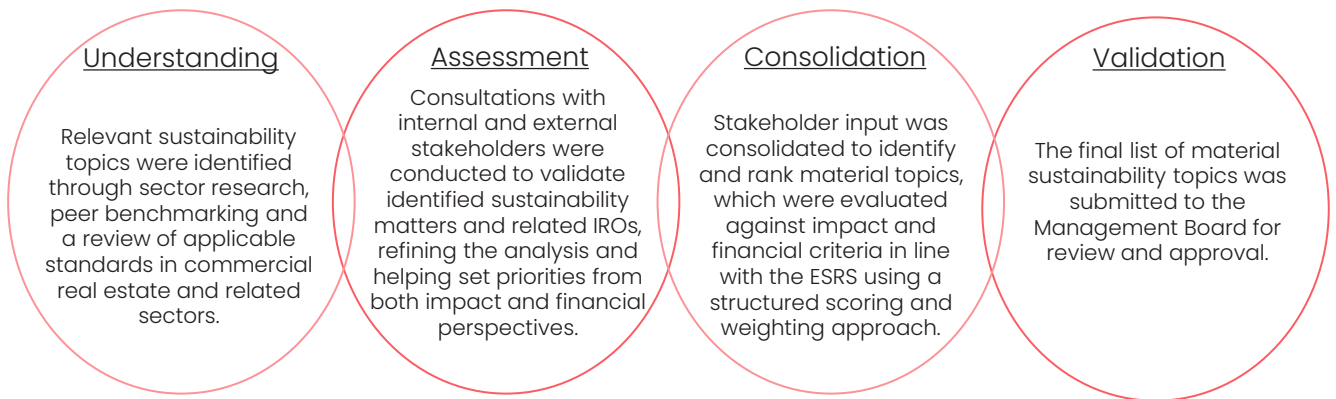 Understanding
Relevant sustainability
topics were identified
through sector research,
peer benchmarking and
a review of applicable
standards in commercial
real estate and related
sectors.
Assessment
Consultations with
internal and external
stakeholders were
conducted to validate
identified sustainability
matters and related IROs,
refining the analysis and
helping set priorities from
both impact and financial
perspectives.
Consolidation
Stakeholder input was
consolidated to identify
and rank material topics,
which were evaluated
against impact and
financial criteria in line
with the ESRS using a
structured scoring and
weighting approach.
Validation
The final list of material
sustainability topics was
submitted to the
Management Board for
review and approval.